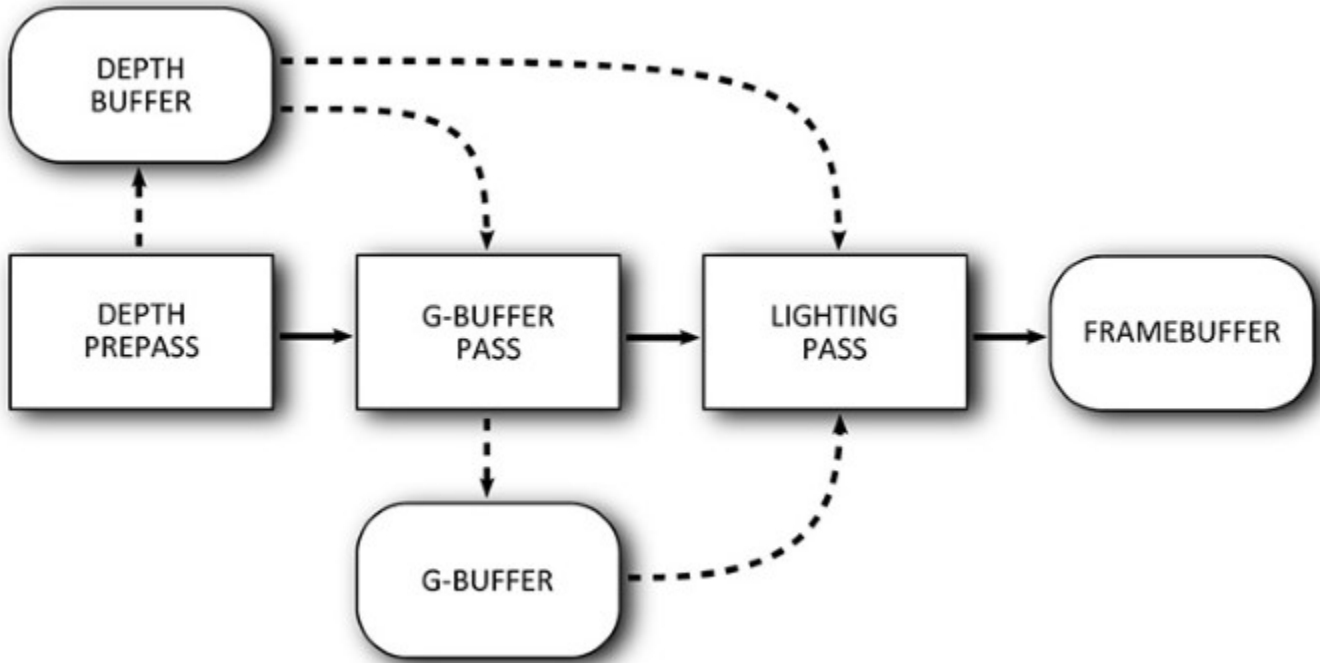 DEPTH
BUFFER
DEPTH
PREPASS
G-BUFFER
PASS
LIGHTING
PASS
FRAMEBUFFER
G-BUFFER